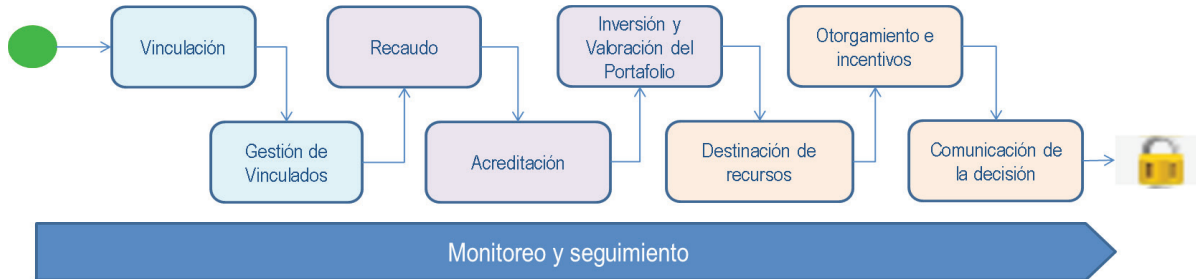 Vinculación
Gestión de
Vinculados
Recaudo
Acreditación
Inversión y
Valoración del
Portafolio
Destinación de
recursos
Otorgamiento e
incentivos
Comunicación de
la decisión
Monitoreo y seguimiento